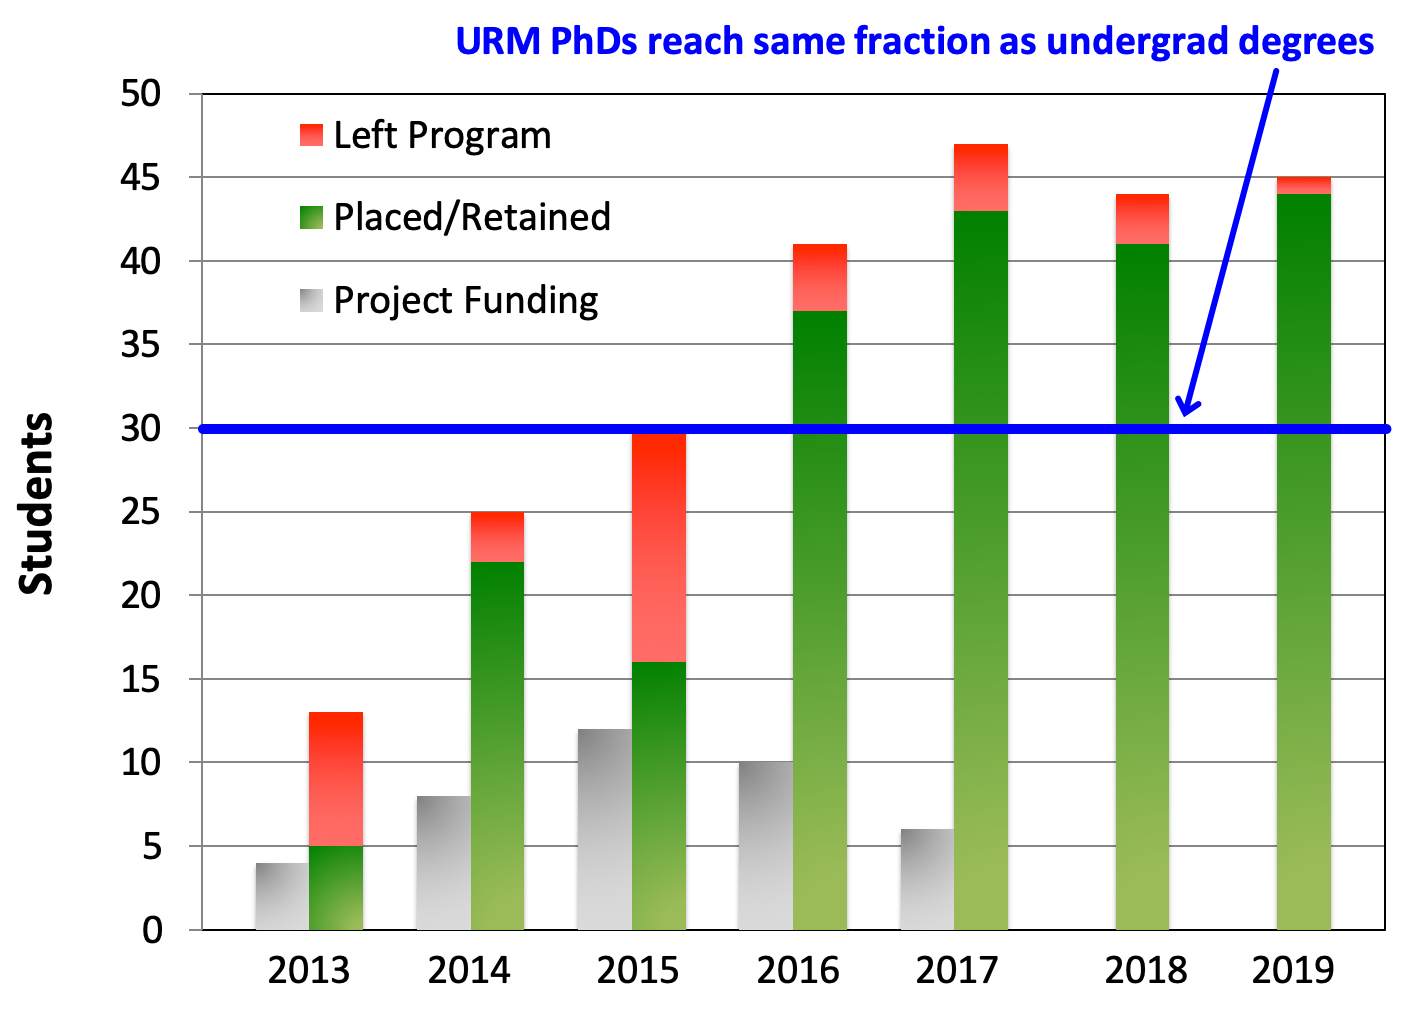 URM PhDs reach same fraction as undergrad degrees
50
45
40
35
30
25
20
15
10
5
0
Left Program
Placed/Retained
Project Funding
Students
2013 2014 2015 2016 2017 2018 2019